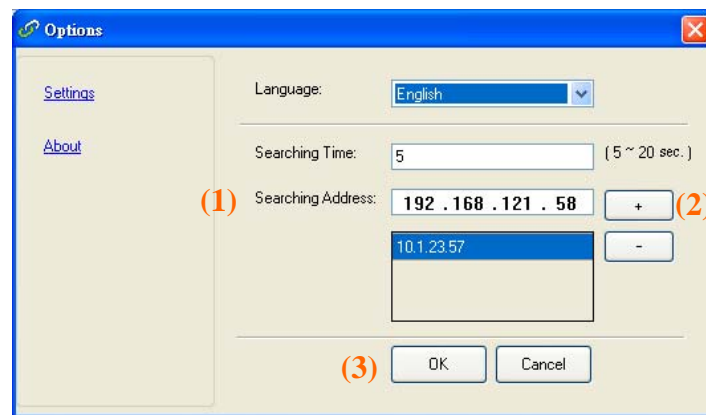 Options
Settings
Language: English
About
Searching Time: 5 ( 5 ~ 20 sec. )
(1) Searching Address: 192 . 168 . 121 . 58 + (2)
10.1.23.57 -
(3) OK Cancel